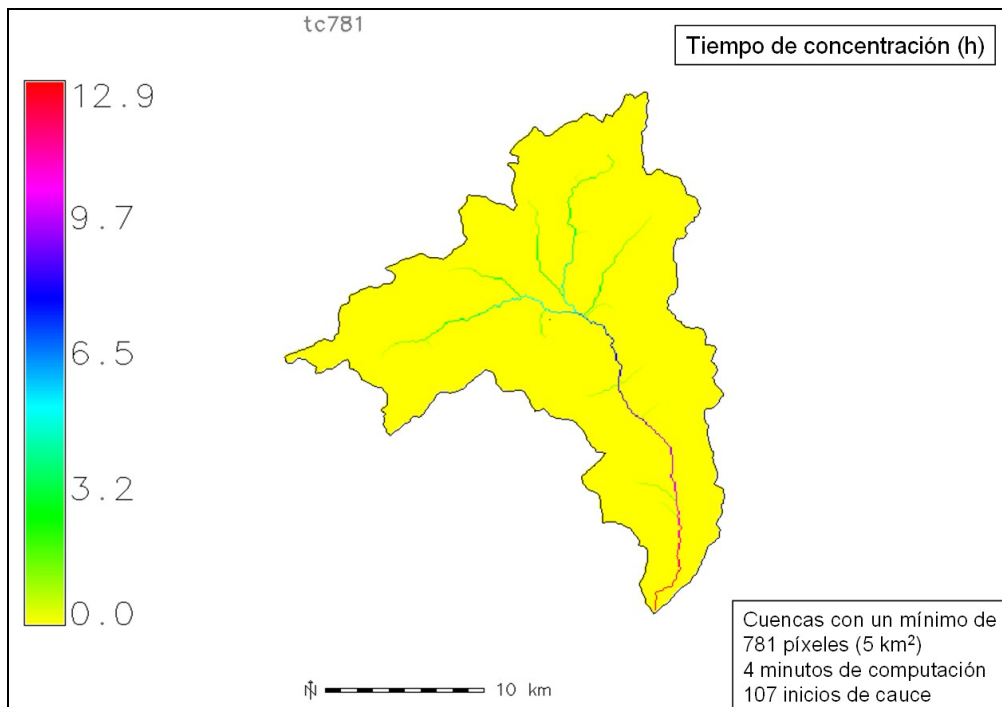 tc781
Tiempo de concentración (h)
12.9
9.7
6.5
3.2
0.0
N
10 km
Cuencas con un mínimo de
781 píxeles (5 km²)
4 minutos de computación
107 inicios de cauce